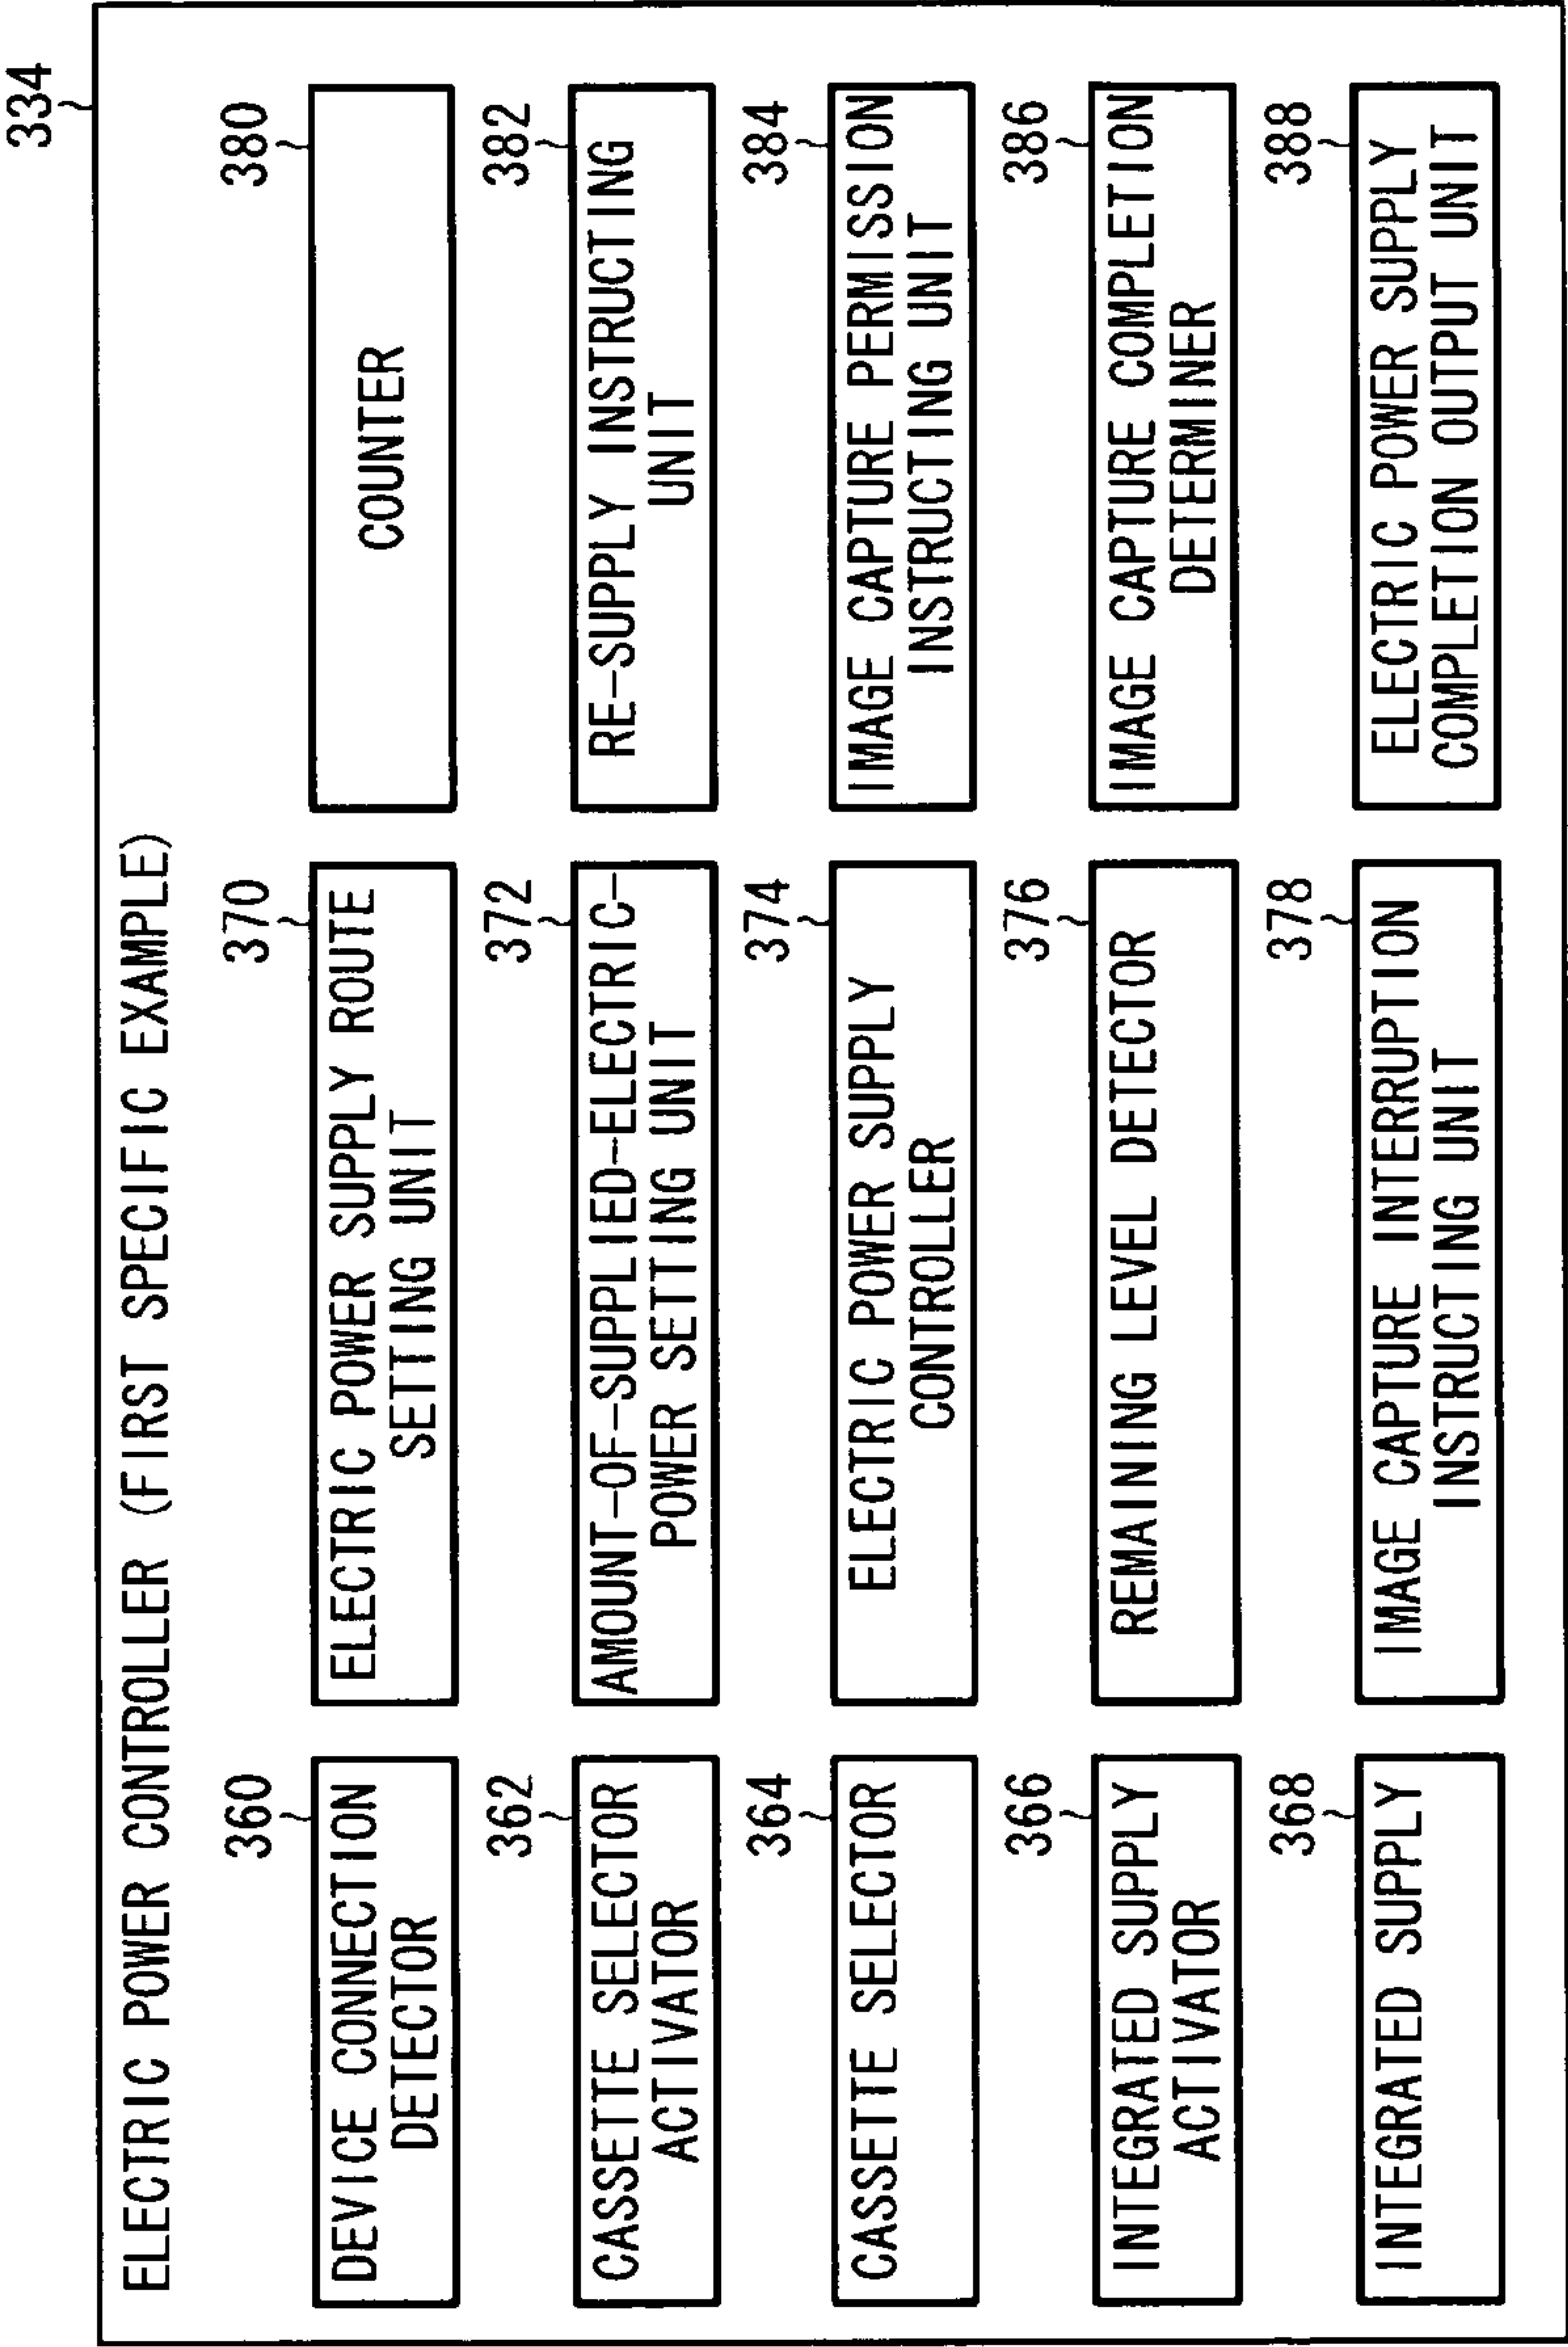 334
ELECTRIC POWER CONTROLLER (FIRST SPECIFIC EXAMPLE)
360
DEVICE CONNECTION
DETECTOR
362
CASSETTE SELECTOR
ACTIVATOR
364
CASSETTE SELECTOR
366
INTEGRATED SUPPLY
ACTIVATOR
368
INTEGRATED SUPPLY
370
ELECTRIC POWER SUPPLY ROUTE
SETTING UNIT
372
AMOUNT-OF-SUPPLIED-ELECTRIC-
POWER SETTING UNIT
374
ELECTRIC POWER SUPPLY
CONTROLLER
376
REMAINING LEVEL DETECTOR
378
IMAGE CAPTURE INTERRUPTION
INSTRUCTING UNIT
380
COUNTER
382
RE-SUPPLY INSTRUCTING
UNIT
384
IMAGE CAPTURE PERMISSION
INSTRUCTING UNIT
386
IMAGE CAPTURE COMPLETION
DETERMINER
388
ELECTRIC POWER SUPPLY
COMPLETION OUTPUT UNIT